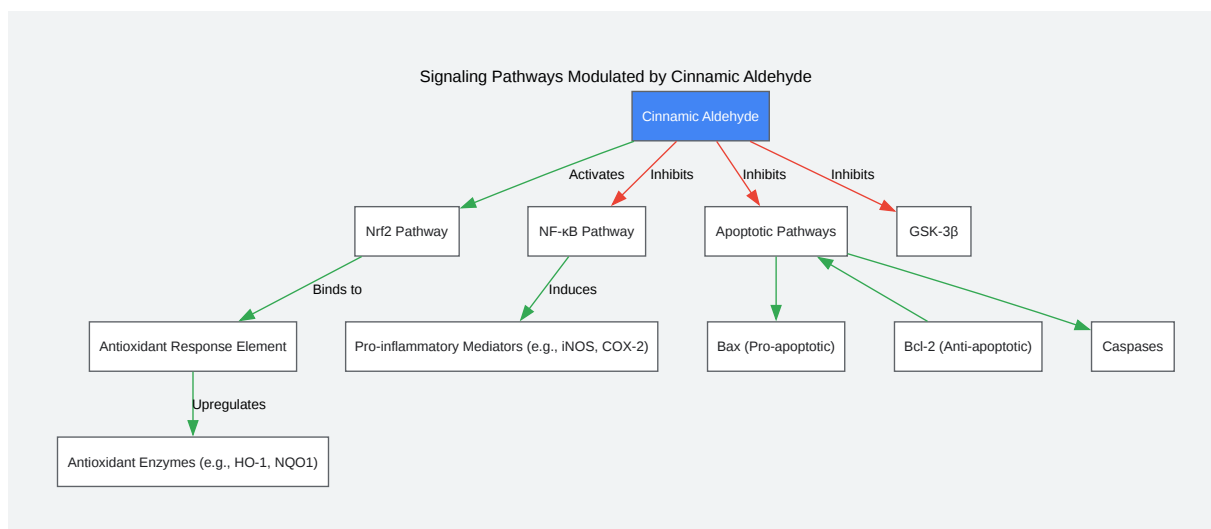 Signaling Pathways Modulated by Cinnamic Aldehyde
Cinnamic Aldehyde
Activates
Inhibits
Inhibits
Inhibits
Nrf2 Pathway
NF-κB Pathway
Apoptotic Pathways
GSK-3β
Binds to
Induces
Antioxidant Response Element
Pro-inflammatory Mediators (e.g., iNOS, COX-2)
Bax (Pro-apoptotic)
Bcl-2 (Anti-apoptotic)
Caspases
Upregulates
Antioxidant Enzymes (e.g., HO-1, NQO1)